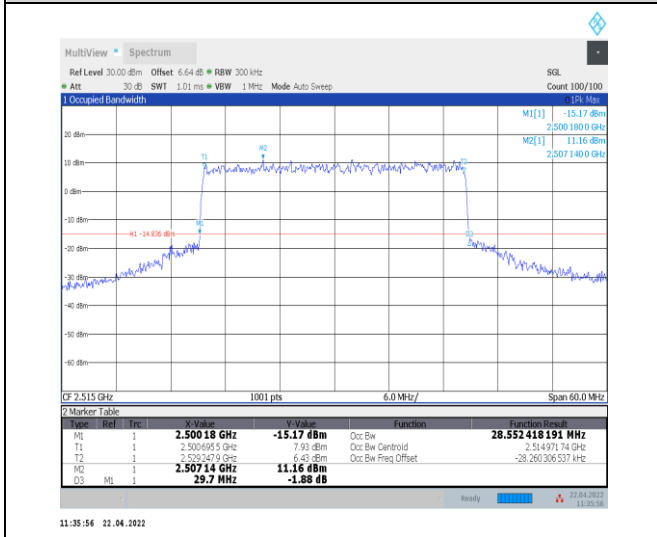 MultiView Spectrum
Ref Level 30.00 dBm Offset 6.64 dB RBW 300 kHz SGL
Att 30 dB SWT 1.01 ms VBW 1 MHz Mode Auto Sweep Count 100/100
1 Occupied Bandwidth 1Pk Max
M1[1] -15.17 dBm
2.500 180 0 GHz
M2[1] 11.16 dBm
2.507 140 0 GHz
20 dBm
M2
T1
10 dBm
0 dBm
-10 dBm
M1
H1 -14.836 dBm
D3
-20 dBm
-30 dBm
-40 dBm
-50 dBm
-60 dBm
CF 2.515 GHz 1001 pts 6.0 MHz/ Span 60.0 MHz
2 Marker Table
Type Ref Trc X-Value Y-Value Function Function Result
M1 1 2.500 18 GHz -15.17 dBm Occ Bw 28.552 418 191 MHz
T1 1 2.500 695 5 GHz 7.93 dBm Occ Bw Centroid 2.514 971 74 GHz
T2 1 2.529 247 9 GHz 6.43 dBm Occ Bw Freq Offset -28.260 306 537 kHz
M2 1 2.507 14 GHz 11.16 dBm
D3 M1 1 29.7 MHz -1.88 dB
Ready 22.04.2022
11:35:56
11:35:56 22.04.2022